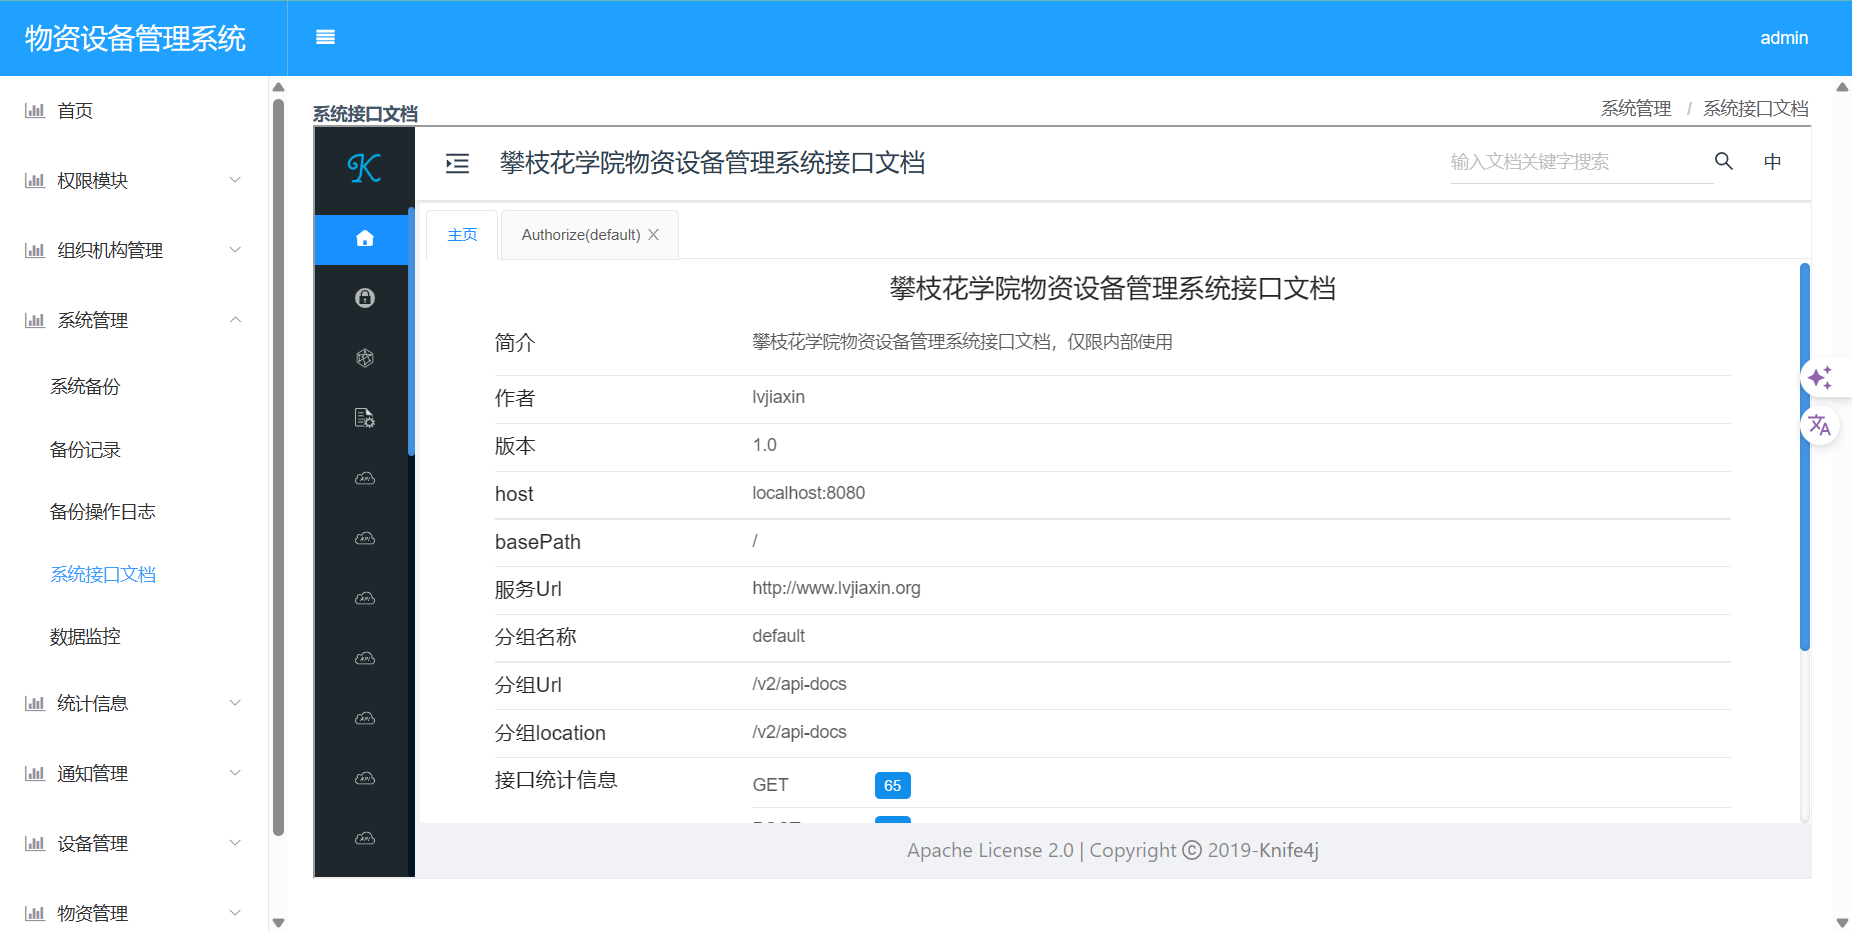 物资设备管理系统
admin
首页
权限模块
组织机构管理
系统管理
系统备份
备份记录
备份操作日志
系统接口文档
数据监控
统计信息
通知管理
设备管理
物资管理
系统接口文档
系统管理 / 系统接口文档
攀枝花学院物资设备管理系统接口文档
输入文档关键字搜索
中
主页
Authorize(default)
攀枝花学院物资设备管理系统接口文档
简介 攀枝花学院物资设备管理系统接口文档，仅限内部使用
作者 lvjiaxin
版本 1.0
host localhost:8080
basePath /
服务Url http://www.lvjiaxin.org
分组名称 default
分组Url /v2/api-docs
分组location /v2/api-docs
接口统计信息 GET 65
Apache License 2.0 | Copyright © 2019-Knife4j